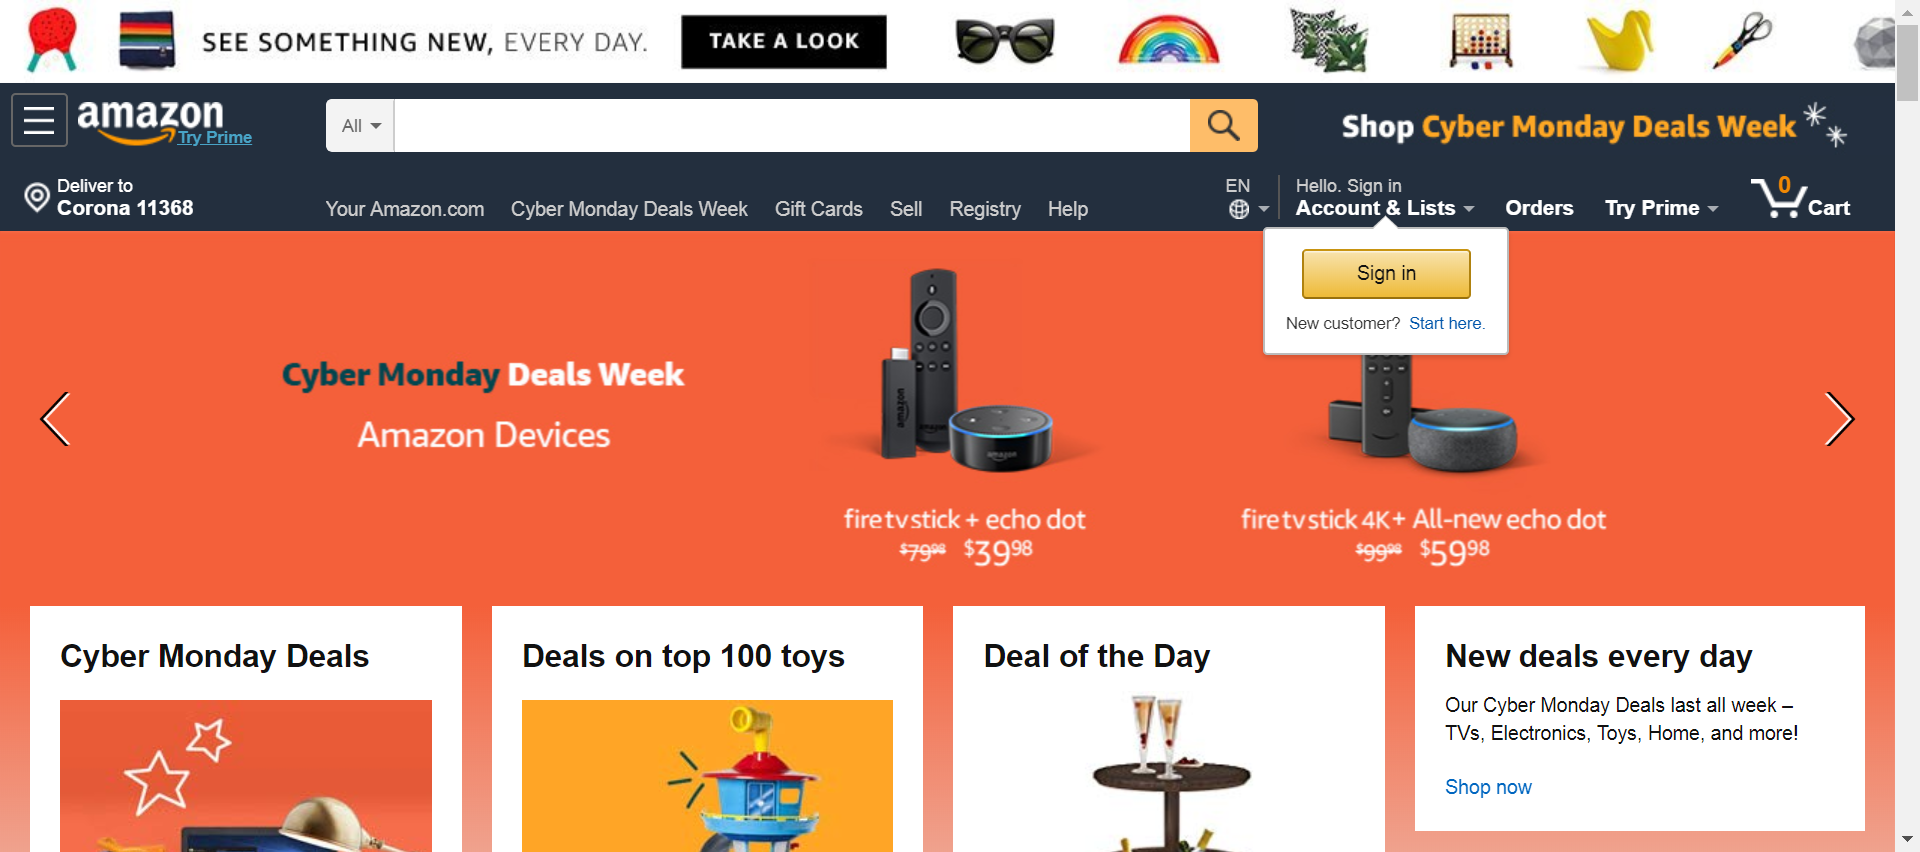 SEE SOMETHING NEW, EVERY DAY.
TAKE A LOOK
amazon
Try Prime
All
Shop Cyber Monday Deals Week
Deliver to
Corona 11368
Your Amazon.com Cyber Monday Deals Week Gift Cards Sell Registry Help
EN
Hello. Sign in
Account & Lists
Orders
Try Prime
0
Cart
Sign in
New customer? Start here.
Cyber Monday Deals Week
Amazon Devices
amazon
amazon
fire tv stick + echo dot
$79.98 $39.98
fire tv stick 4K + All-new echo dot
$99.98 $59.98
Cyber Monday Deals
Deals on top 100 toys
Deal of the Day
New deals every day
Our Cyber Monday Deals last all week –
TVs, Electronics, Toys, Home, and more!
Shop now